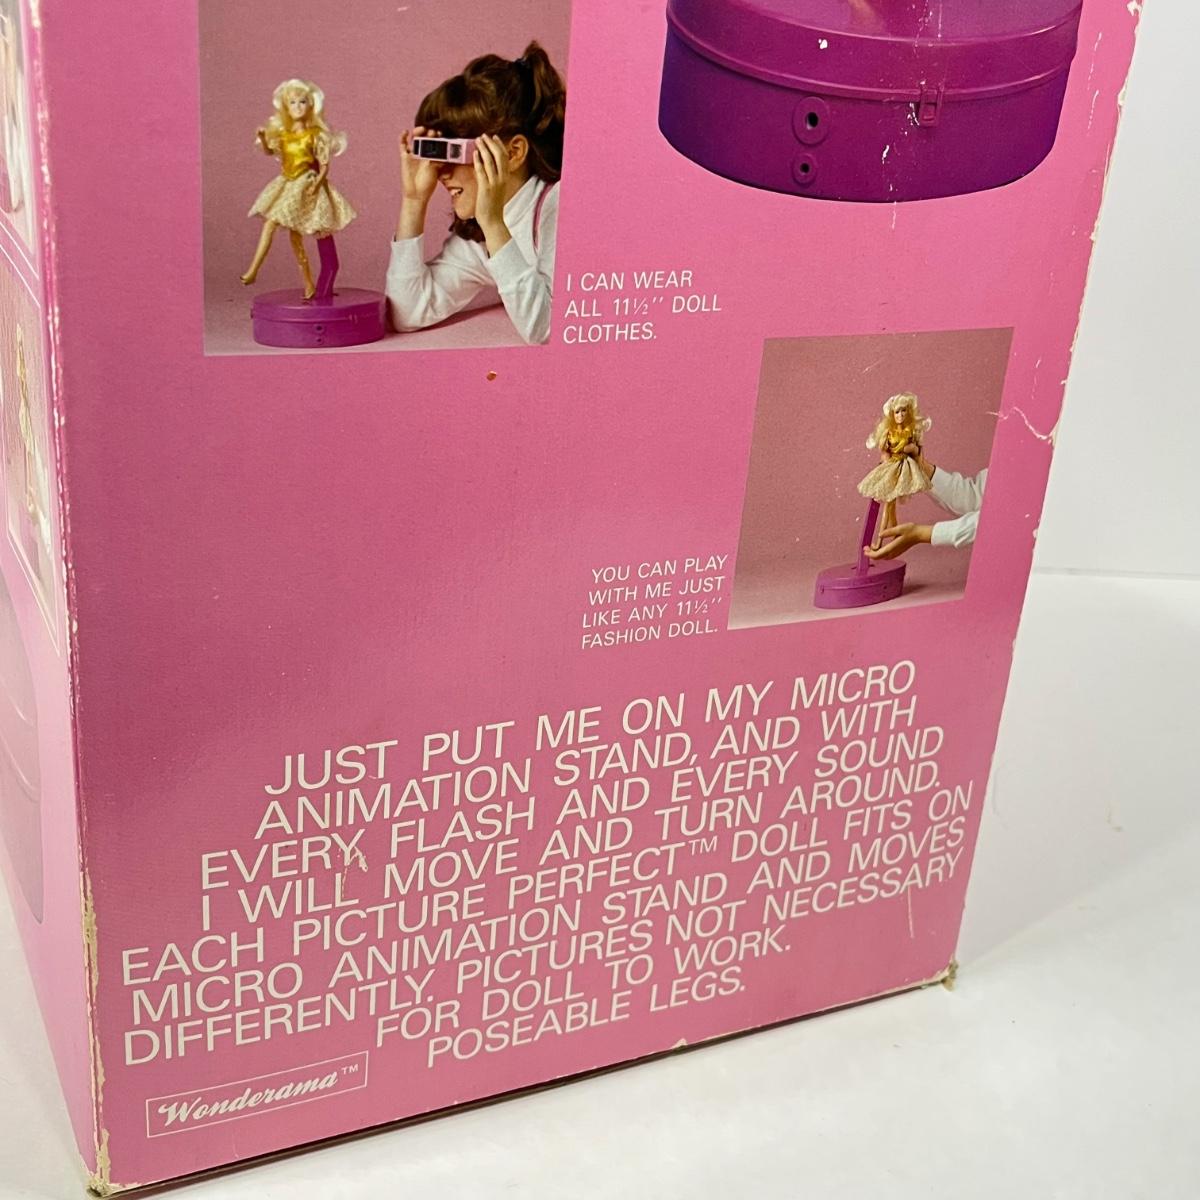 I CAN WEAR
ALL 11½'' DOLL
CLOTHES.
YOU CAN PLAY
WITH ME JUST
LIKE ANY 11½''
FASHION DOLL.
JUST PUT ME ON MY MICRO
ANIMATION STAND, AND WITH
EVERY FLASH AND EVERY SOUND
I WILL MOVE AND TURN AROUND.
EACH PICTURE PERFECT™ DOLL FITS ON
MICRO ANIMATION STAND AND MOVES
DIFFERENTLY. PICTURES NOT NECESSARY
FOR DOLL TO WORK.
POSEABLE LEGS.
Wonderama™